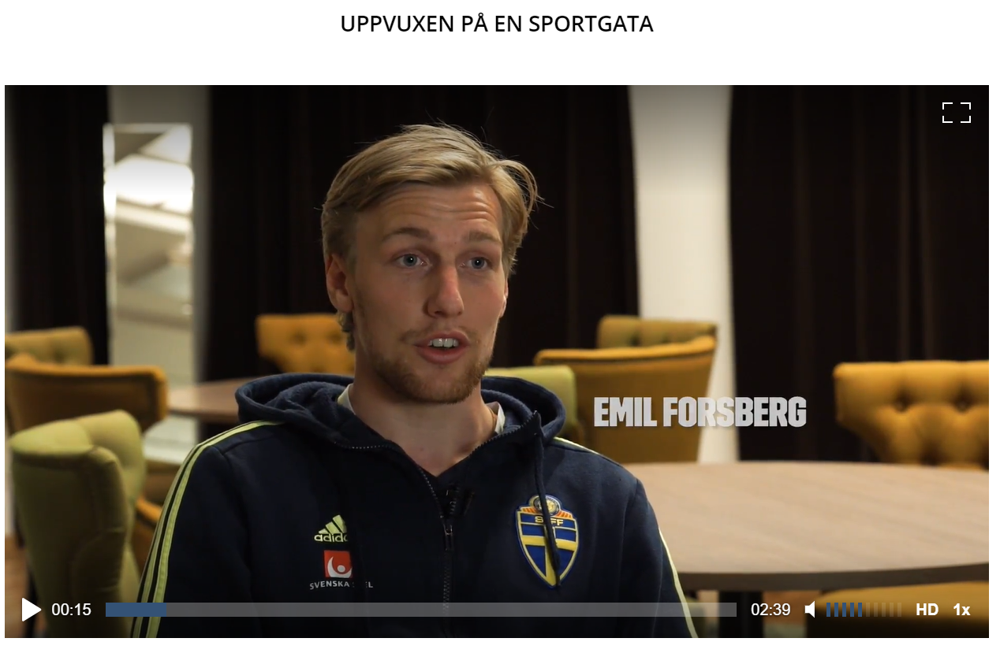 UPPVUXEN PÅ EN SPORTGATA
EMIL FORSBERG
SvFF
adidas
SVENSKA SPEL
00:15
02:39
HD
1x